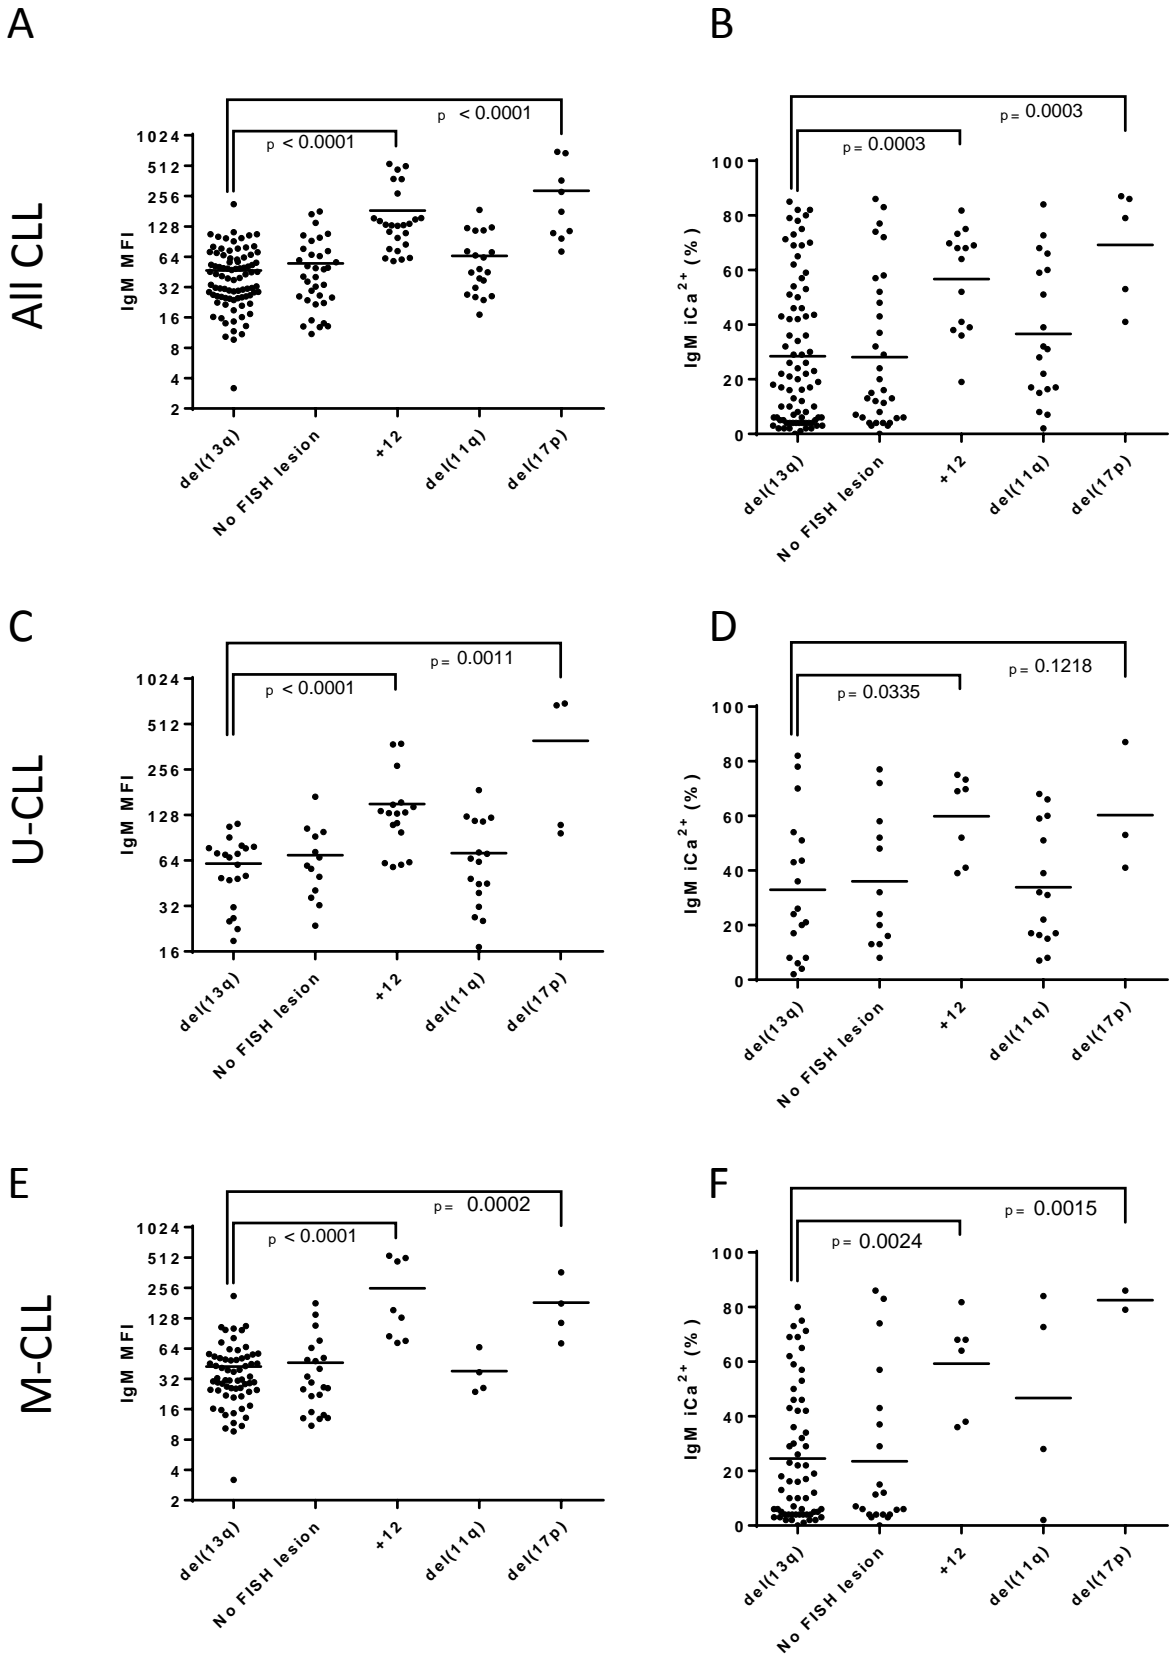 A
B
All CLL
IgM MFI
p < 0.0001
p < 0.0001
1024
512
256
128
64
32
16
8
4
2
del(13q)
No FISH lesion
+12
del(11q)
del(17p)
IgM iCa2+ (%)
p = 0.0003
p = 0.0003
100
80
60
40
20
0
del(13q)
No FISH lesion
+12
del(11q)
del(17p)
C
D
U-CLL
IgM MFI
p = 0.0011
p < 0.0001
1024
512
256
128
64
32
16
del(13q)
No FISH lesion
+12
del(11q)
del(17p)
IgM iCa2+ (%)
p = 0.1218
p = 0.0335
100
80
60
40
20
0
del(13q)
No FISH lesion
+12
del(11q)
del(17p)
E
F
M-CLL
IgM MFI
p = 0.0002
p < 0.0001
1024
512
256
128
64
32
16
8
4
2
del(13q)
No FISH lesion
+12
del(11q)
del(17p)
IgM iCa2+ (%)
p = 0.0015
p = 0.0024
100
80
60
40
20
0
del(13q)
No FISH lesion
+12
del(11q)
del(17p)